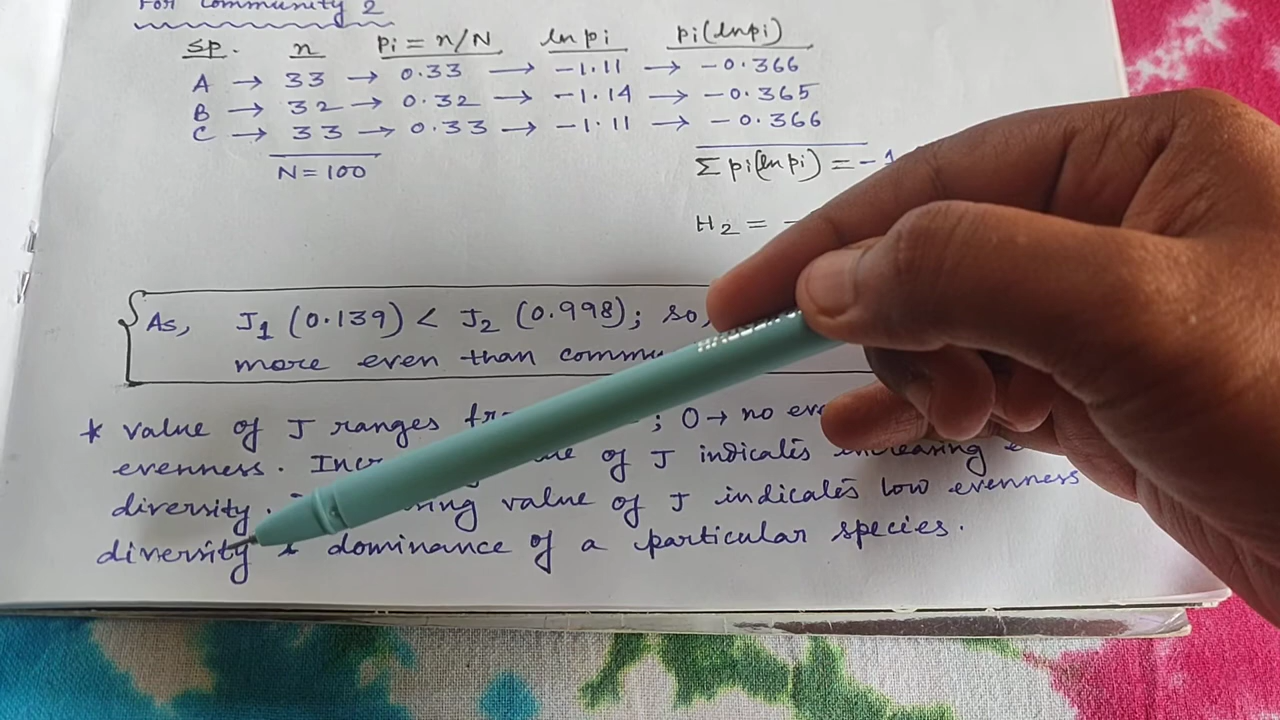 For Community 2
sp. n pi = n/N ln pi pi(ln pi)
A → 33 → 0.33 → -1.11 → -0.366
B → 32 → 0.32 → -1.14 → -0.365
C → 33 → 0.33 → -1.11 → -0.366
N = 100 Σ pi(ln pi) = -1
H2 = -
As, J1 (0.139) < J2 (0.998); so,
more even than
* value of J ranges ; 0 → no
evenness. of J indicates increasing
diversity. value of J indicates low evenness
diversity & dominance of a particular species.